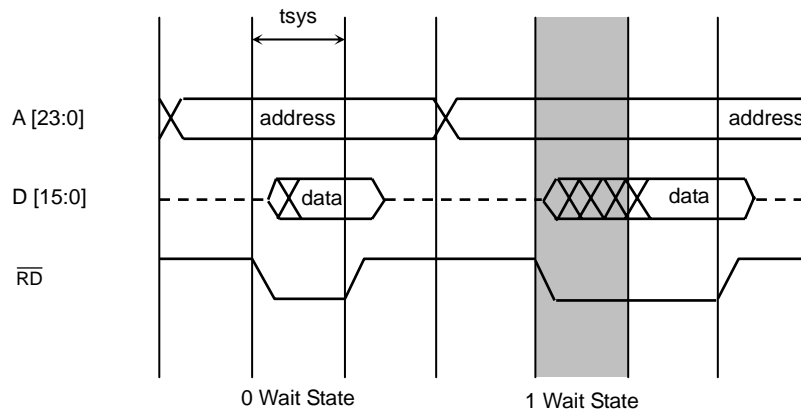 tsys
A [23:0]
address
address
D [15:0]
data
data
RD
0 Wait State
1 Wait State